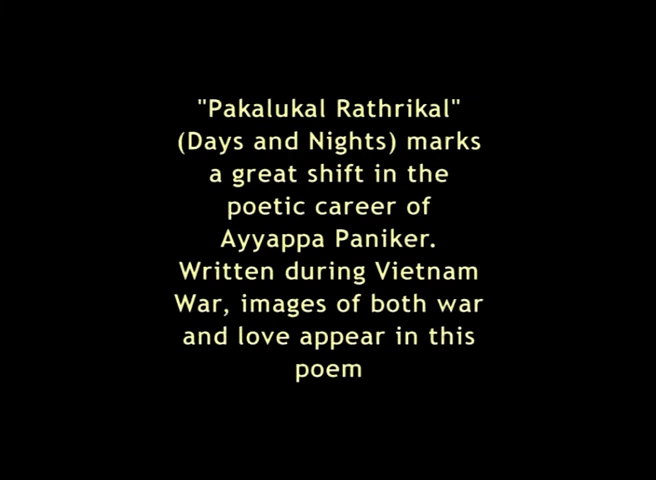 "Pakalukal Rathrikal"
(Days and Nights) marks
a great shift in the
poetic career of
Ayyappa Paniker.
Written during Vietnam
War, images of both war
and love appear in this
poem